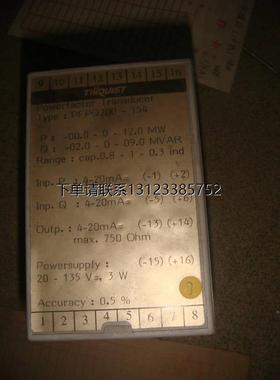 9 10 11 12 13 14 15 16
TillQUIST
Powerfactor Transducer
Type : PFP 3200 - 154
P : -00.0 - 0 - 12.0 MW
Q : -02.0 - 0 - 09.0 MVAR
Range : cap.0.8 - 1 - 0.3 ind
Inp. P : 4-20mA= (-1) (+2)
下单请联系13123385752
Inp. Q : 4-20mA= (-5) (+6)
Outp. : 4-20mA= (-13) (+14)
max. 750 Ohm
Powersupply : (-15) (+16)
20 - 135 V=, 3 W
Accuracy : 0.5 %
1 2 3 4 5 6 7 8